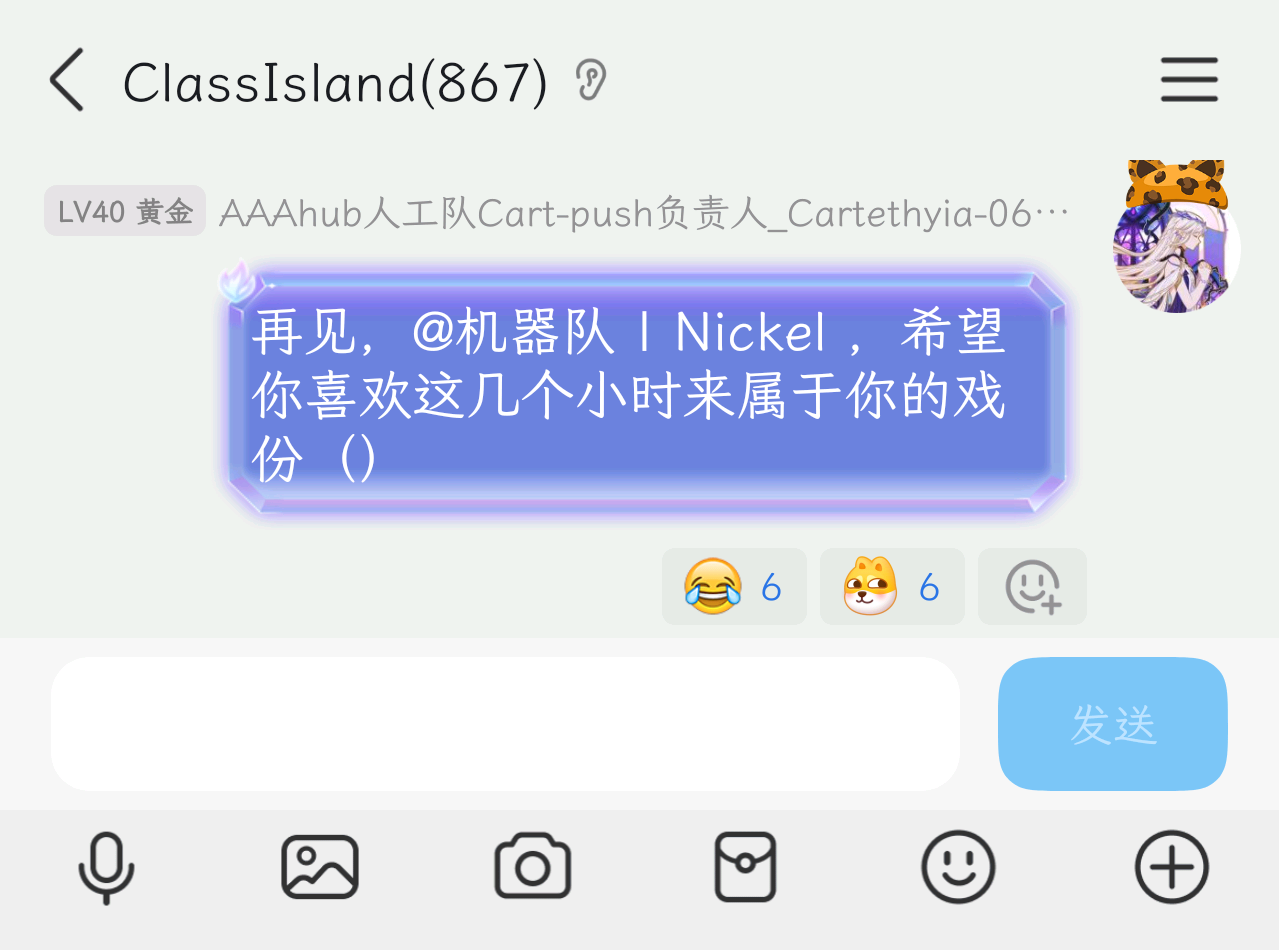 ClassIsland(867)
LV40 黄金 AAAhub人工队Cart-push负责人_Cartethyia-06…
再见，@机器队丨Nickel ，希望
你喜欢这几个小时来属于你的戏
份（）
6 6
发送